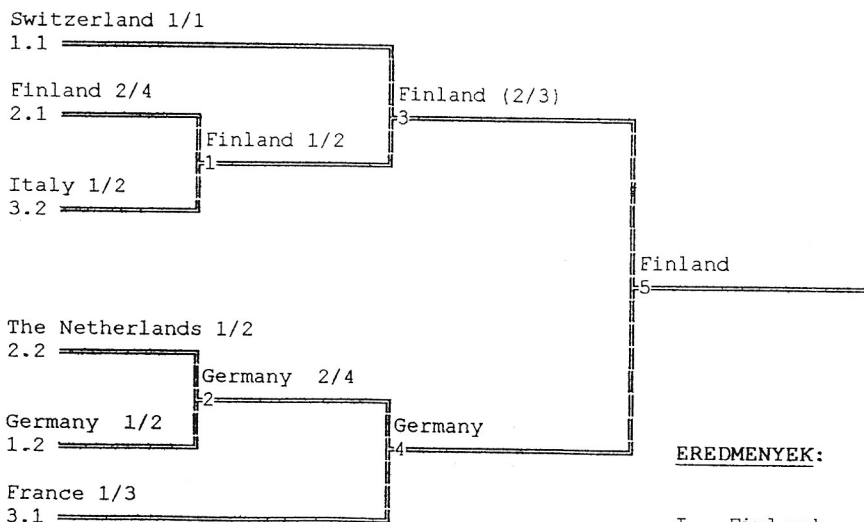 Switzerland 1/1
1.1
Finland 2/4
2.1
Finland (2/3)
3
Finland 1/2
1
Italy 1/2
3.2
Finland
5
The Netherlands 1/2
2.2
Germany 2/4
2
Germany 1/2
1.2
Germany
4
EREDMENYEK:
France 1/3
3.1
I. Finland